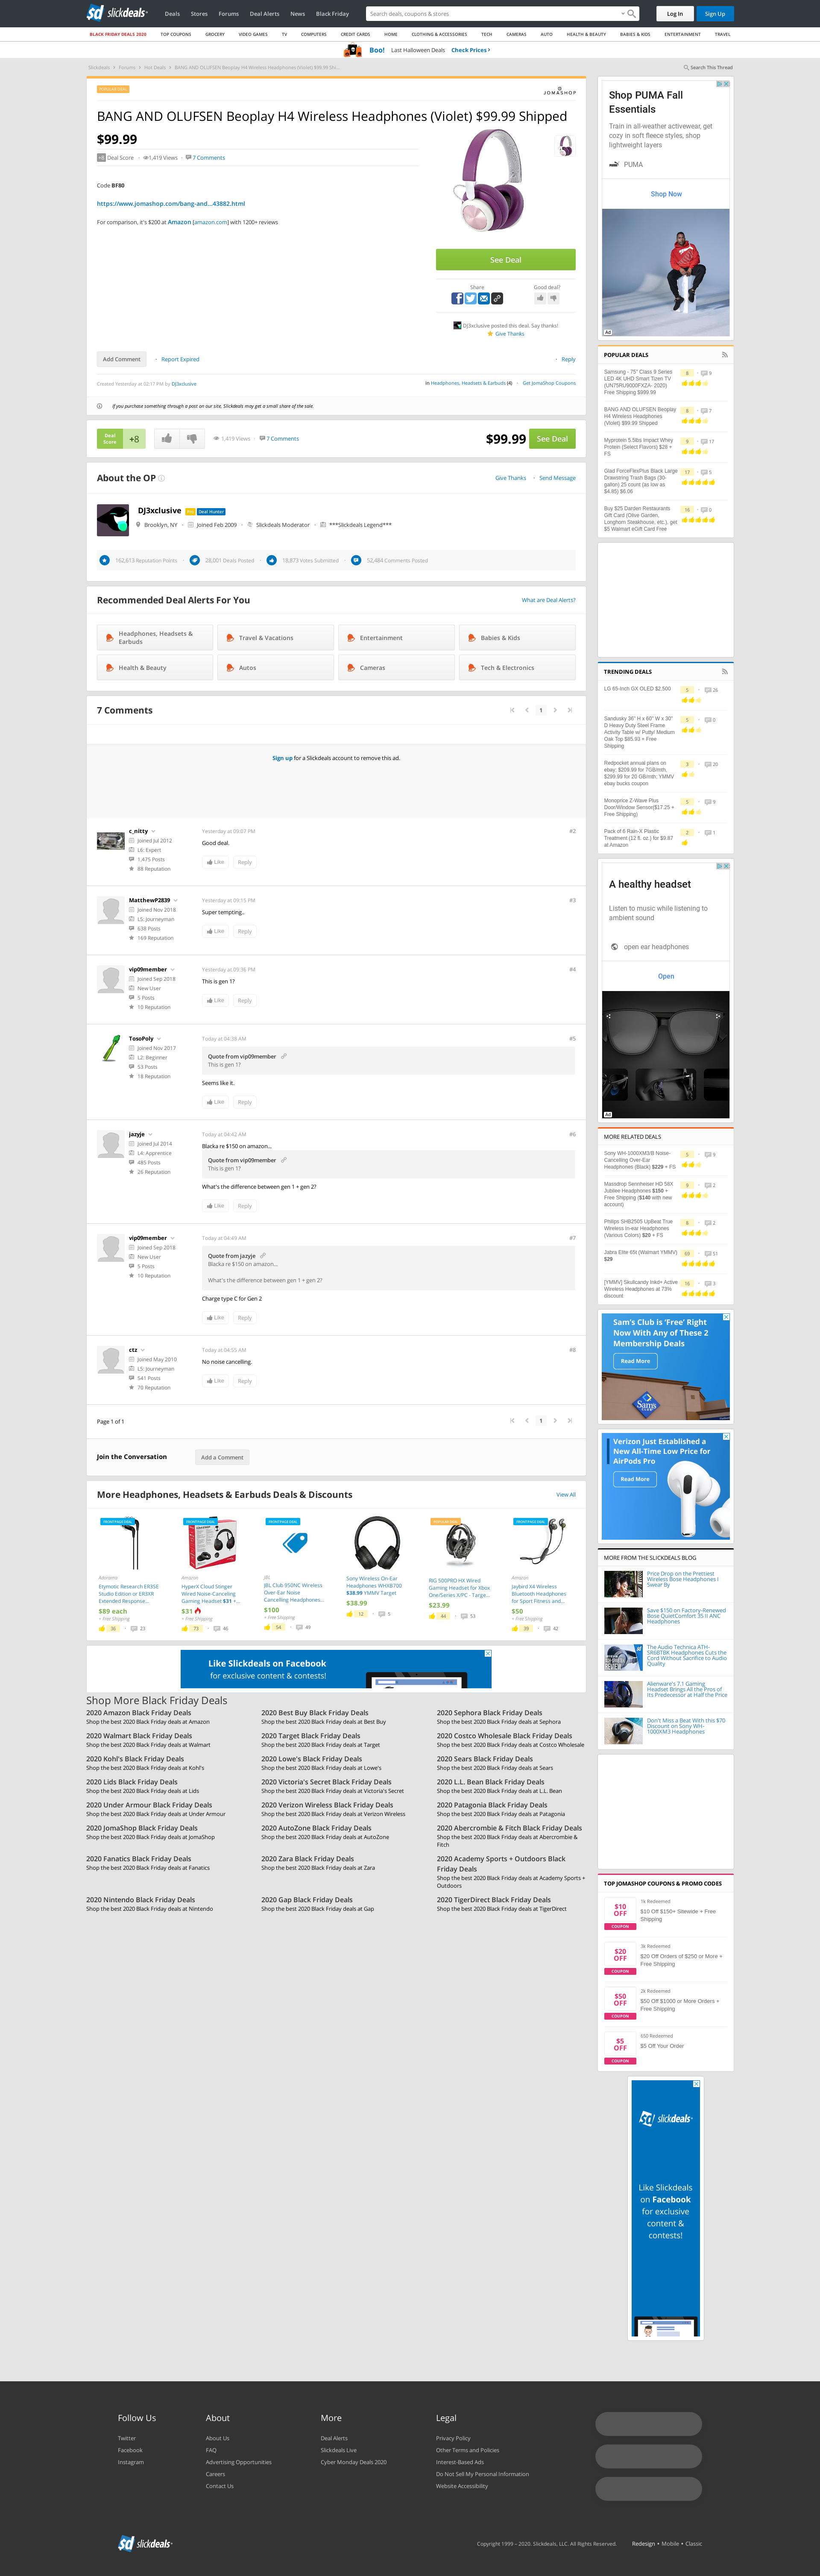 slickdeals
Deals
Stores
Forums
Deal Alerts
News
Black Friday
Search deals, coupons & stores
Log In
Sign Up
BLACK FRIDAY DEALS 2020
TOP COUPONS
GROCERY
VIDEO GAMES
TV
COMPUTERS
CREDIT CARDS
HOME
CLOTHING & ACCESSORIES
TECH
CAMERAS
AUTO
HEALTH & BEAUTY
BABIES & KIDS
ENTERTAINMENT
TRAVEL
Boo! Last Halloween Deals Check Prices >
Slickdeals > Forums > Hot Deals > BANG AND OLUFSEN Beoplay H4 Wireless Headphones (Violet) $99.99 Shi...
Search This Thread
POPULAR DEAL
JOMASHOP
BANG AND OLUFSEN Beoplay H4 Wireless Headphones (Violet) $99.99 Shipped
$99.99
+8 Deal Score
1,419 Views
7 Comments
Code BF80
https://www.jomashop.com/bang-and...43882.html
For comparison, it's $200 at Amazon [amazon.com] with 1200+ reviews
See Deal
Share
Good deal?
DJ3xclusive posted this deal. Say thanks!
Give Thanks
Add Comment
Report Expired
Reply
Created Yesterday at 02:17 PM by DJ3xclusive
in Headphones, Headsets & Earbuds (4)
Get JomaShop Coupons
If you purchase something through a post on our site, Slickdeals may get a small share of the sale.
Deal Score
+8
1,419 Views
7 Comments
$99.99
See Deal
About the OP
Give Thanks
Send Message
DJ3xclusive
Pro
Deal Hunter
Brooklyn, NY
Joined Feb 2009
Slickdeals Moderator
***Slickdeals Legend***
162,613 Reputation Points
28,001 Deals Posted
18,873 Votes Submitted
52,484 Comments Posted
Recommended Deal Alerts For You
What are Deal Alerts?
Headphones, Headsets & Earbuds
Travel & Vacations
Entertainment
Babies & Kids
Health & Beauty
Autos
Cameras
Tech & Electronics
7 Comments
1
Sign up for a Slickdeals account to remove this ad.
c_nitty
Joined Jul 2012
L6: Expert
1,475 Posts
88 Reputation
Yesterday at 09:07 PM
#2
Good deal.
Like
Reply
MatthewP2839
Joined Nov 2018
L5: Journeyman
638 Posts
169 Reputation
Yesterday at 09:15 PM
#3
Super tempting..
Like
Reply
vip09member
Joined Sep 2018
New User
5 Posts
10 Reputation
Yesterday at 09:36 PM
#4
This is gen 1?
Like
Reply
TosoPoly
Joined Nov 2017
L2: Beginner
53 Posts
18 Reputation
Today at 04:38 AM
#5
Quote from vip09member
This is gen 1?
Seems like it.
Like
Reply
jazyje
Joined Jul 2014
L4: Apprentice
465 Posts
26 Reputation
Today at 04:42 AM
#6
Blacka re $150 on amazon...
Quote from vip09member
This is gen 1?
What's the difference between gen 1 + gen 2?
Like
Reply
vip09member
Joined Sep 2018
New User
5 Posts
10 Reputation
Today at 04:49 AM
#7
Quote from jazyje
Blacka re $150 on amazon...
What's the difference between gen 1 + gen 2?
Charge type C for Gen 2
Like
Reply
ctz
Joined May 2010
L5: Journeyman
541 Posts
70 Reputation
Today at 04:55 AM
#8
No noise cancelling.
Like
Reply
Page 1 of 1
1
Join the Conversation
Add a Comment
More Headphones, Headsets & Earbuds Deals & Discounts
View All
FRONTPAGE DEAL
Adorama
Etymotic Research ER3SE
Studio Edition or ER3XR
Extended Response...
$89 each
+ Free Shipping
36
23
FRONTPAGE DEAL
Amazon
HyperX Cloud Stinger
Wired Noise-Canceling
Gaming Headset $31 +...
$31
+ Free Shipping
73
46
FRONTPAGE DEAL
JBL
JBL Club 950NC Wireless
Over-Ear Noise
Cancelling Headphones...
$100
+ Free Shipping
54
49
Sony Wireless On-Ear
Headphones WHXB700
$38.99 YMMV Target
$38.99
12
5
POPULAR DEAL
RIG 500PRO HX Wired
Gaming Headset for Xbox
One/Series X/PC - Targe...
$23.99
44
53
FRONTPAGE DEAL
Amazon
Jaybird X4 Wireless
Bluetooth Headphones
for Sport Fitness and...
$50
+ Free Shipping
39
42
Like Slickdeals on Facebook
for exclusive content & contests!
Shop More Black Friday Deals
2020 Amazon Black Friday Deals
Shop the best 2020 Black Friday deals at Amazon
2020 Best Buy Black Friday Deals
Shop the best 2020 Black Friday deals at Best Buy
2020 Sephora Black Friday Deals
Shop the best 2020 Black Friday deals at Sephora
2020 Walmart Black Friday Deals
Shop the best 2020 Black Friday deals at Walmart
2020 Target Black Friday Deals
Shop the best 2020 Black Friday deals at Target
2020 Costco Wholesale Black Friday Deals
Shop the best 2020 Black Friday deals at Costco Wholesale
2020 Kohl's Black Friday Deals
Shop the best 2020 Black Friday deals at Kohl's
2020 Lowe's Black Friday Deals
Shop the best 2020 Black Friday deals at Lowe's
2020 Sears Black Friday Deals
Shop the best 2020 Black Friday deals at Sears
2020 Lids Black Friday Deals
Shop the best 2020 Black Friday deals at Lids
2020 Victoria's Secret Black Friday Deals
Shop the best 2020 Black Friday deals at Victoria's Secret
2020 L.L. Bean Black Friday Deals
Shop the best 2020 Black Friday deals at L.L. Bean
2020 Under Armour Black Friday Deals
Shop the best 2020 Black Friday deals at Under Armour
2020 Verizon Wireless Black Friday Deals
Shop the best 2020 Black Friday deals at Verizon Wireless
2020 Patagonia Black Friday Deals
Shop the best 2020 Black Friday deals at Patagonia
2020 JomaShop Black Friday Deals
Shop the best 2020 Black Friday deals at JomaShop
2020 AutoZone Black Friday Deals
Shop the best 2020 Black Friday deals at AutoZone
2020 Abercrombie & Fitch Black Friday Deals
Shop the best 2020 Black Friday deals at Abercrombie &
Fitch
2020 Fanatics Black Friday Deals
Shop the best 2020 Black Friday deals at Fanatics
2020 Zara Black Friday Deals
Shop the best 2020 Black Friday deals at Zara
2020 Academy Sports + Outdoors Black
Friday Deals
Shop the best 2020 Black Friday deals at Academy Sports +
Outdoors
2020 Nintendo Black Friday Deals
Shop the best 2020 Black Friday deals at Nintendo
2020 Gap Black Friday Deals
Shop the best 2020 Black Friday deals at Gap
2020 TigerDirect Black Friday Deals
Shop the best 2020 Black Friday deals at TigerDirect
Shop PUMA Fall
Essentials
Train in all-weather activewear, get
cozy in soft fleece styles, shop
lightweight layers
PUMA
Shop Now
Ad
POPULAR DEALS
Samsung - 75" Class 9 Series
LED 4K UHD Smart Tizen TV
(UN75RU9000FXZA- 2020)
Free Shipping $999.99
8
9
BANG AND OLUFSEN Beoplay
H4 Wireless Headphones
(Violet) $99.99 Shipped
8
7
Myprotein 5.5lbs Impact Whey
Protein (Select Flavors) $28 +
FS
9
17
Glad ForceFlexPlus Black Large
Drawstring Trash Bags (30-
gallon) 25 count (as low as
$4.85) $6.06
17
5
Buy $25 Darden Restaurants
Gift Card (Olive Garden,
Longhorn Steakhouse, etc.), get
$5 Walmart eGift Card Free
16
0
TRENDING DEALS
LG 65-Inch GX OLED $2,500
5
26
Sandusky 36" H x 60" W x 30"
D Heavy Duty Steel Frame
Activity Table w/ Putty/ Medium
Oak Top $65.93 + Free
Shipping
5
0
Redpocket annual plans on
ebay; $209.99 for 7GB/mth,
$299.99 for 20 GB/mth; YMMV
ebay bucks coupon
3
20
Monoprice Z-Wave Plus
Door/Window Sensor($17.25 +
Free Shipping)
5
9
Pack of 6 Rain-X Plastic
Treatment (12 fl. oz.) for $9.87
at Amazon
2
1
A healthy headset
Listen to music while listening to
ambient sound
open ear headphones
Open
Ad
MORE RELATED DEALS
Sony WH-1000XM3/B Noise-
Cancelling Over-Ear
Headphones (Black) $229 + FS
5
9
Massdrop Sennheiser HD 58X
Jubilee Headphones $150 +
Free Shipping ($140 with new
account)
9
2
Philips SHB2505 UpBeat True
Wireless In-ear Headphones
(Various Colors) $20 + FS
8
2
Jabra Elite 65t (Walmart YMMV)
$29
69
51
[YMMV] Skullcandy Inkd+ Active
Wireless Headphones at 73%
discount
16
3
Sam's Club is 'Free' Right
Now With Any of These 2
Membership Deals
Read More
Sam's
Verizon Just Established a
New All-Time Low Price for
AirPods Pro
Read More
MORE FROM THE SLICKDEALS BLOG
Price Drop on the Prettiest
Wireless Bose Headphones I
Swear By
Save $150 on Factory-Renewed
Bose QuietComfort 35 II ANC
Headphones
The Audio Technica ATH-
SR6BTBK Headphones Cuts the
Cord Without Sacrifice to Audio
Quality
Alienware's 7.1 Gaming
Headset Brings All the Pros of
Its Predecessor at Half the Price
Don't Miss a Beat With this $70
Discount on Sony WH-
1000XM3 Headphones
TOP JOMASHOP COUPONS & PROMO CODES
$10 OFF
COUPON
1k Redeemed
$10 Off $150+ Sitewide + Free
Shipping
$20 OFF
COUPON
3k Redeemed
$20 Off Orders of $250 or More +
Free Shipping
$50 OFF
COUPON
2k Redeemed
$50 Off $1000 or More Orders +
Free Shipping
$5 OFF
COUPON
650 Redeemed
$5 Off Your Order
slickdeals
Like Slickdeals
on Facebook
for exclusive
content &
contests!
Follow Us
Twitter
Facebook
Instagram
About
About Us
FAQ
Advertising Opportunities
Careers
Contact Us
More
Deal Alerts
Slickdeals Live
Cyber Monday Deals 2020
Legal
Privacy Policy
Other Terms and Policies
Interest-Based Ads
Do Not Sell My Personal Information
Website Accessibility
slickdeals
Copyright 1999 – 2020. Slickdeals, LLC. All Rights Reserved.
Redesign • Mobile • Classic